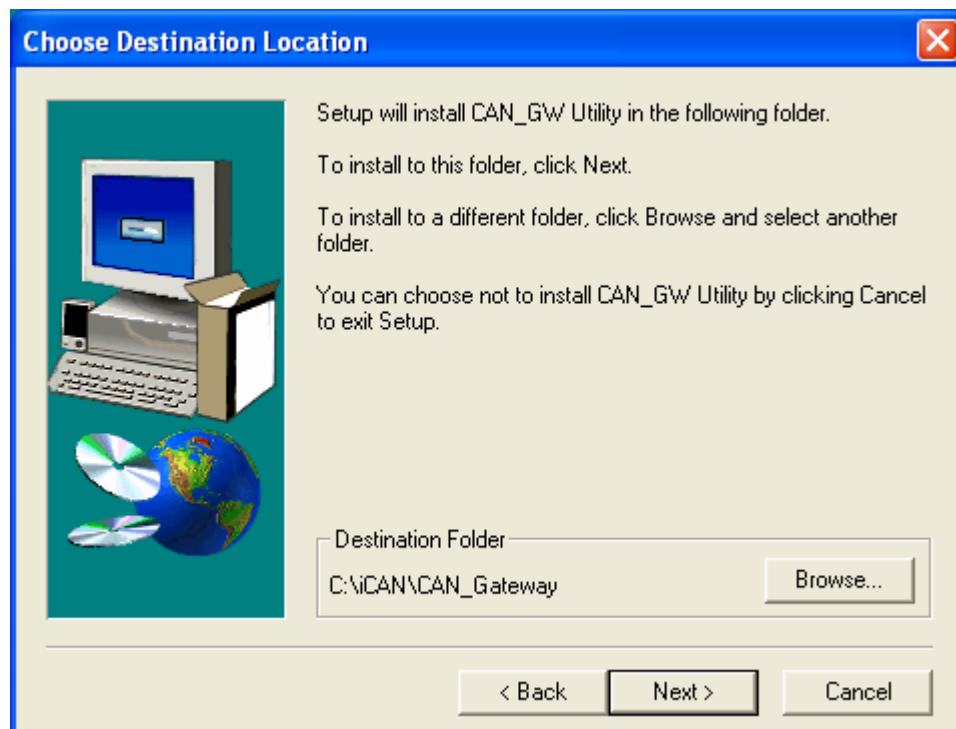 Choose Destination Location
Setup will install CAN_GW Utility in the following folder.
To install to this folder, click Next.
To install to a different folder, click Browse and select another
folder.
You can choose not to install CAN_GW Utility by clicking Cancel
to exit Setup.
Destination Folder
C:\iCAN\CAN_Gateway
Browse...
< Back
Next >
Cancel